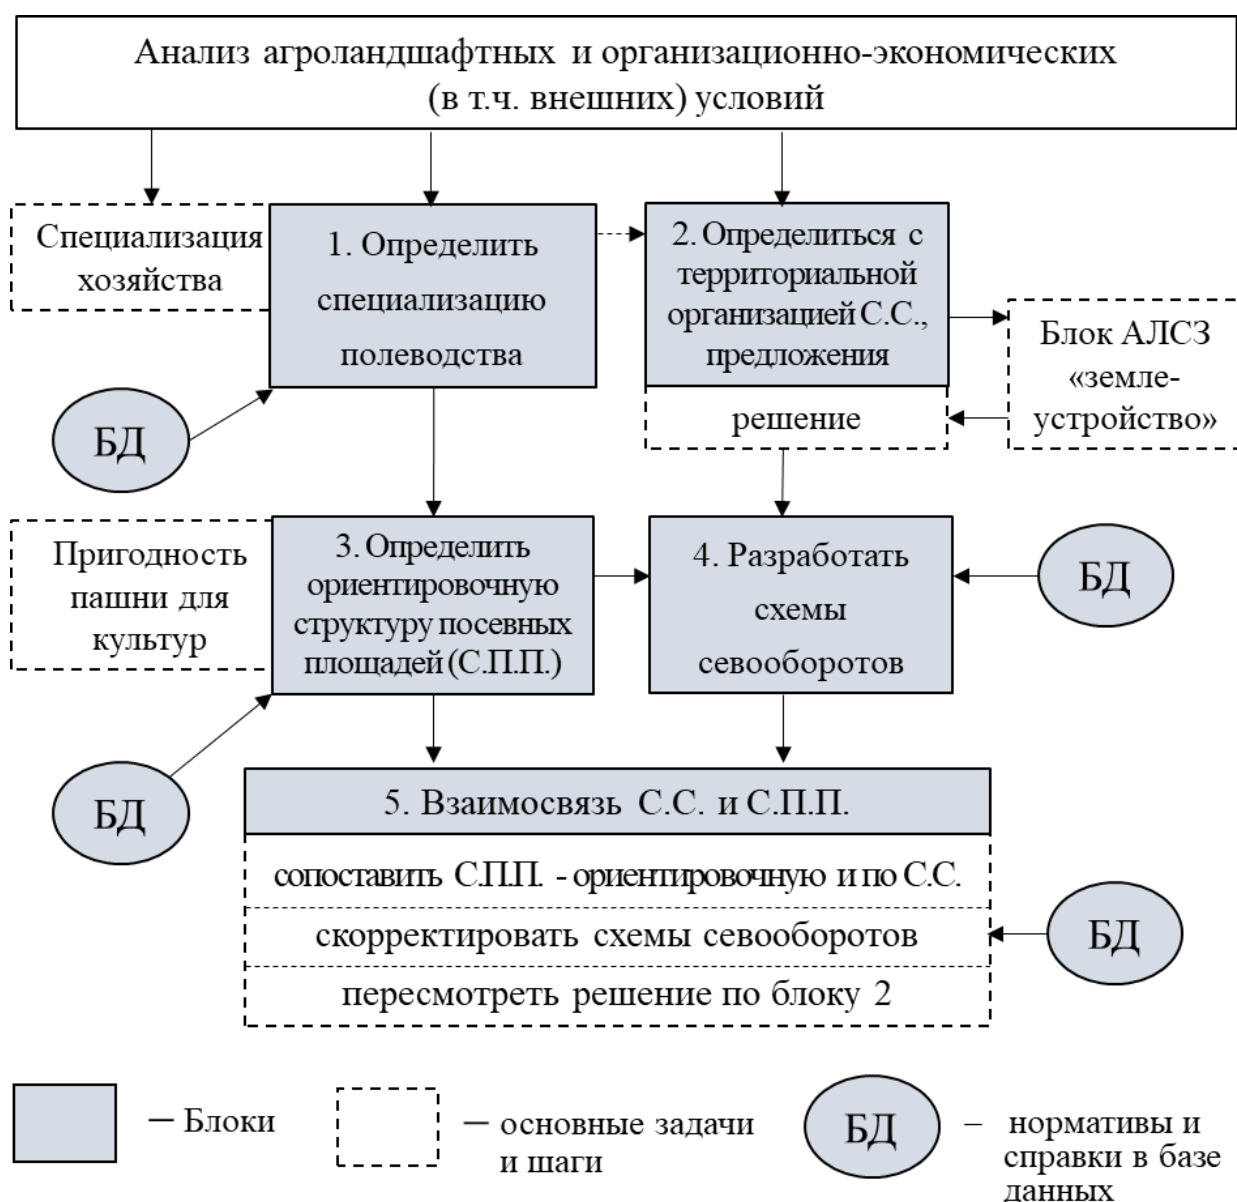 Анализ агроландшафтных и организационно-экономических
(в т.ч. внешних) условий
Специализация
хозяйства
1. Определить
специализацию
полеводства
2. Определиться с
территориальной
организацией С.С.,
предложения
решение
Блок АЛСЗ
«земле-
устройство»
БД
Пригодность
пашни для
культур
3. Определить
ориентировочную
структуру посевных
площадей (С.П.П.)
4. Разработать
схемы
севооборотов
БД
БД
5. Взаимосвязь С.С. и С.П.П.
сопоставить С.П.П. - ориентировочную и по С.С.
скорректировать схемы севооборотов
пересмотреть решение по блоку 2
БД
– Блоки
– основные задачи
и шаги
БД
– нормативы и
справки в базе
данных